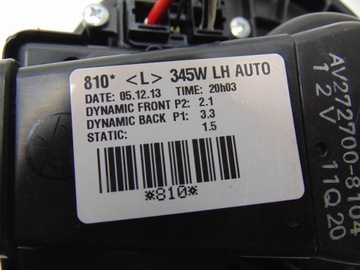 810* <L> 345W LH AUTO
DATE: 05.12.13 TIME: 20h03
DYNAMIC FRONT P2: 2.1
DYNAMIC BACK P1: 3.3
STATIC: 1.5
*810*
AV272700-8104
12V 11Q20